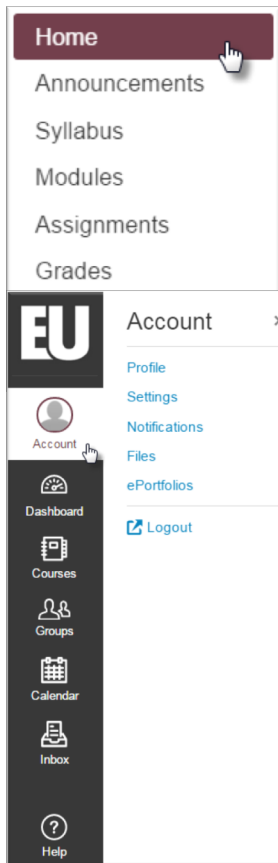 Home
Announcements
Syllabus
Modules
Assignments
Grades
EU
Account
Profile
Settings
Notifications
Files
ePortfolios
Logout
Account
Dashboard
Courses
Groups
Calendar
Inbox
?
Help